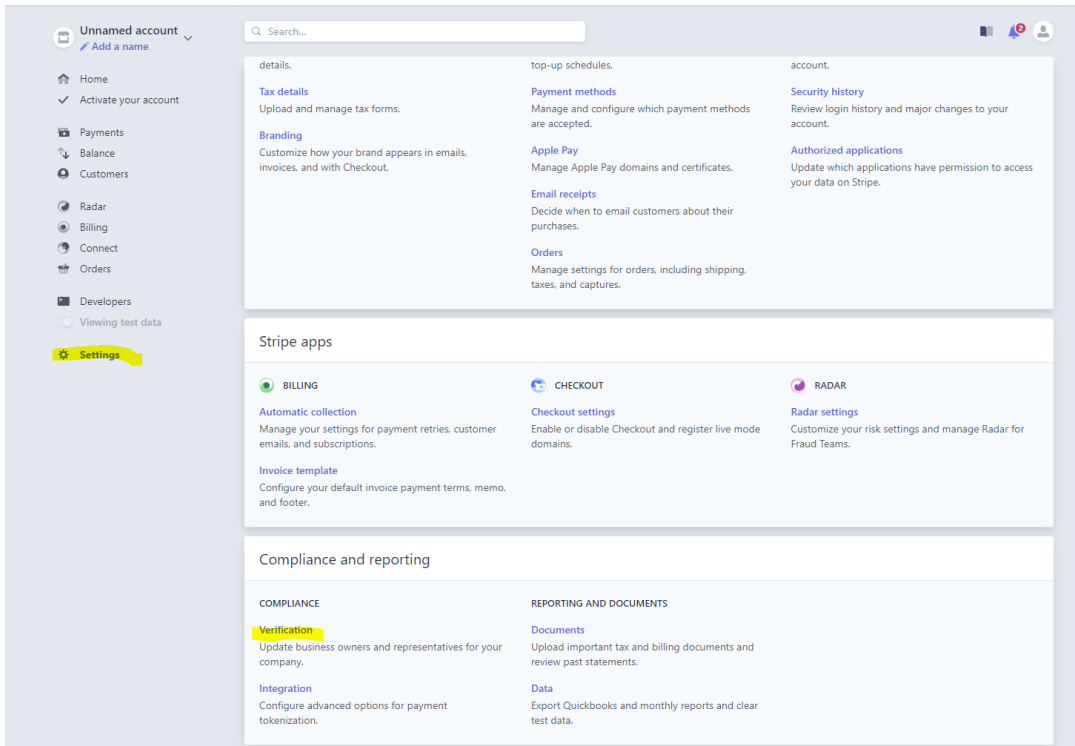 Unnamed account
Add a name
Search...
2
Home
Activate your account
Payments
Balance
Customers
Radar
Billing
Connect
Orders
Developers
Viewing test data
Settings
details.
Tax details
Upload and manage tax forms.
Branding
Customize how your brand appears in emails,
invoices, and with Checkout.
top-up schedules.
Payment methods
Manage and configure which payment methods
are accepted.
Apple Pay
Manage Apple Pay domains and certificates.
Email receipts
Decide when to email customers about their
purchases.
Orders
Manage settings for orders, including shipping,
taxes, and captures.
account.
Security history
Review login history and major changes to your
account.
Authorized applications
Update which applications have permission to access
your data on Stripe.
Stripe apps
BILLING
Automatic collection
Manage your settings for payment retries, customer
emails, and subscriptions.
Invoice template
Configure your default invoice payment terms, memo,
and footer.
CHECKOUT
Checkout settings
Enable or disable Checkout and register live mode
domains.
RADAR
Radar settings
Customize your risk settings and manage Radar for
Fraud Teams.
Compliance and reporting
COMPLIANCE
Verification
Update business owners and representatives for your
company.
Integration
Configure advanced options for payment
tokenization.
REPORTING AND DOCUMENTS
Documents
Upload important tax and billing documents and
review past statements.
Data
Export Quickbooks and monthly reports and clear
test data.